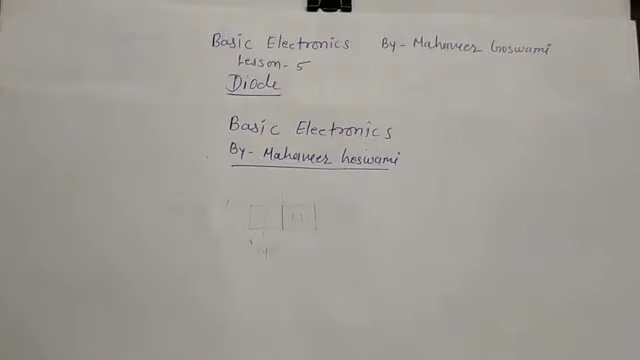 Basic Electronics By- Mahaveer Goswami
Lesson- 5
Diode
Basic Electronics
By- Mahaveer Goswami